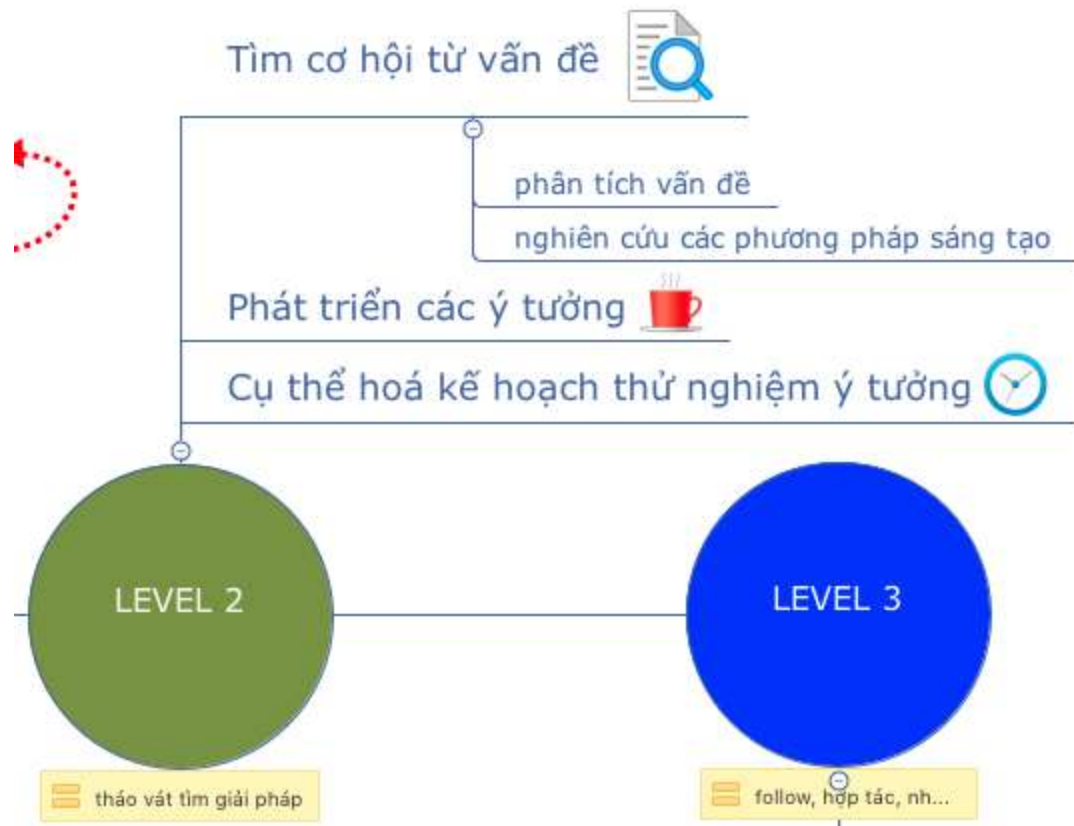 Tìm cơ hội từ vấn đề
phân tích vấn đề
nghiên cứu các phương pháp sáng tạo
Phát triển các ý tưởng
Cụ thể hoá kế hoạch thử nghiệm ý tưởng
LEVEL 2
LEVEL 3
tháo vát tìm giải pháp
follow, hợp tác, nh...